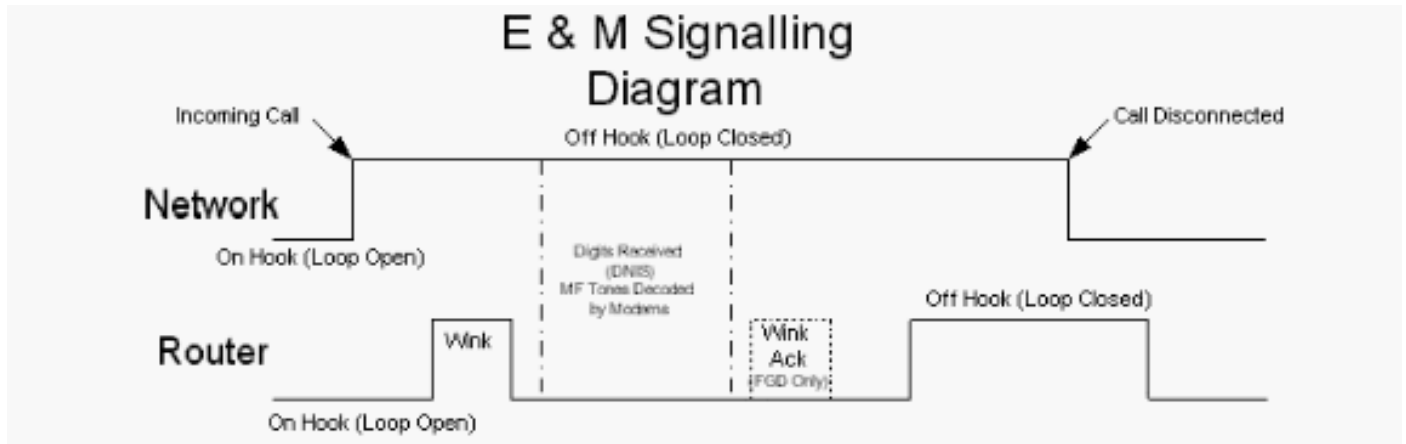 E & M Signalling
Diagram
Incoming Call
Off Hook (Loop Closed)
Call Disconnected
Network
On Hook (Loop Open)
Digits Received
(DNIS)
MF Tones Decoded
by Modems
Off Hook (Loop Closed)
Router
Wink
Wink
Ack
(FGD Only)
On Hook (Loop Open)